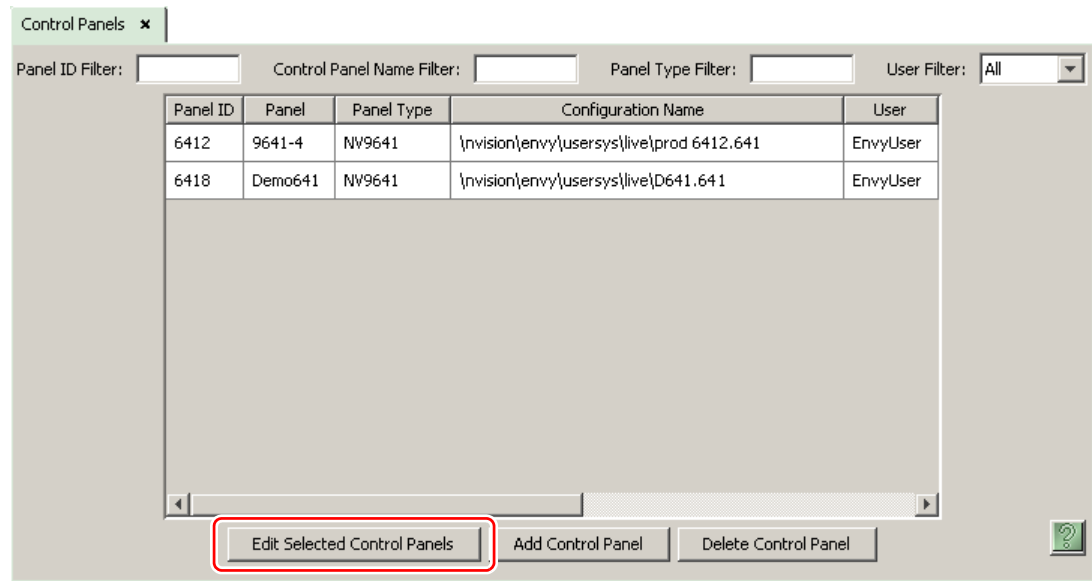 Control Panels ×
Panel ID Filter: Control Panel Name Filter: Panel Type Filter: User Filter: All
Panel ID Panel Panel Type Configuration Name User
6412 9641-4 NV9641 \nvision\envy\usersys\live\prod 6412.641 EnvyUser
6418 Demo641 NV9641 \nvision\envy\usersys\live\D641.641 EnvyUser
Edit Selected Control Panels Add Control Panel Delete Control Panel ?